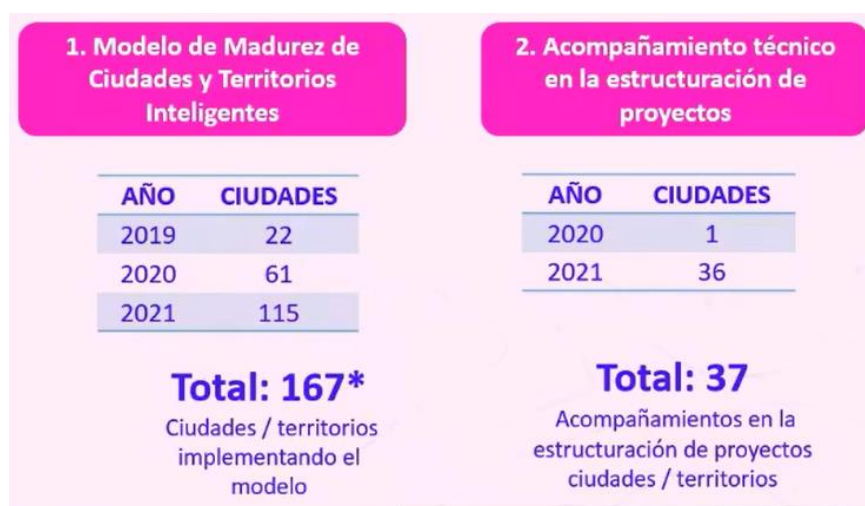 1. Modelo de Madurez de
Ciudades y Territorios
Inteligentes
AÑO CIUDADES
2019 22
2020 61
2021 115
Total: 167*
Ciudades / territorios
implementando el
modelo
2. Acompañamiento técnico
en la estructuración de
proyectos
AÑO CIUDADES
2020 1
2021 36
Total: 37
Acompañamientos en la
estructuración de proyectos
ciudades / territorios